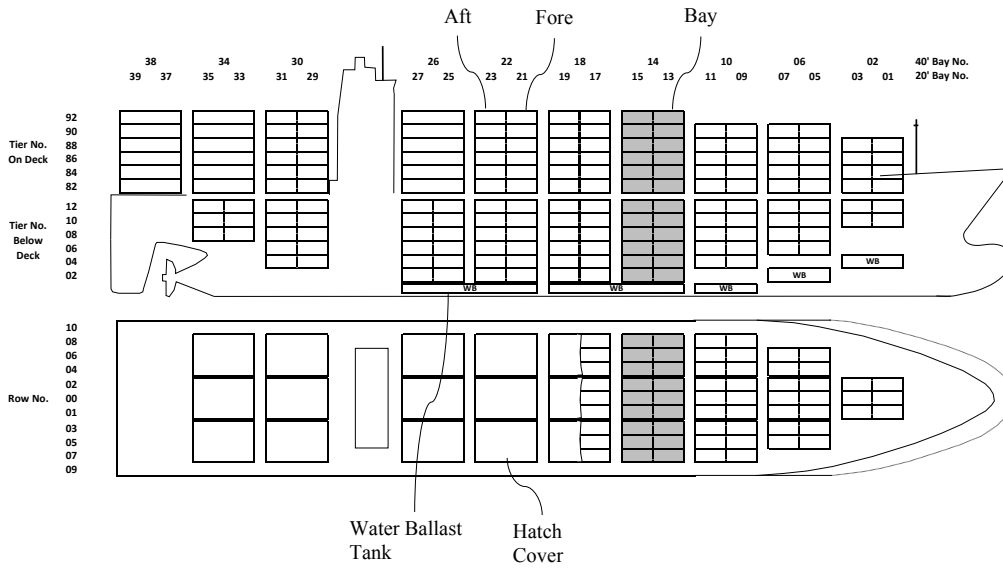 Aft Fore Bay
38 34 30 26 22 18 14 10 06 02 40' Bay No.
39 37 35 33 31 29 27 25 23 21 19 17 15 13 11 09 07 05 03 01 20' Bay No.
92
90
Tier No. 88
On Deck 86
84
82
12
Tier No. 10
Below 08
Deck 06
04 WB
02 WB
WB WB WB
10
08
06
04
02
Row No. 00
01
03
05
07
09
Water Ballast Hatch
Tank Cover